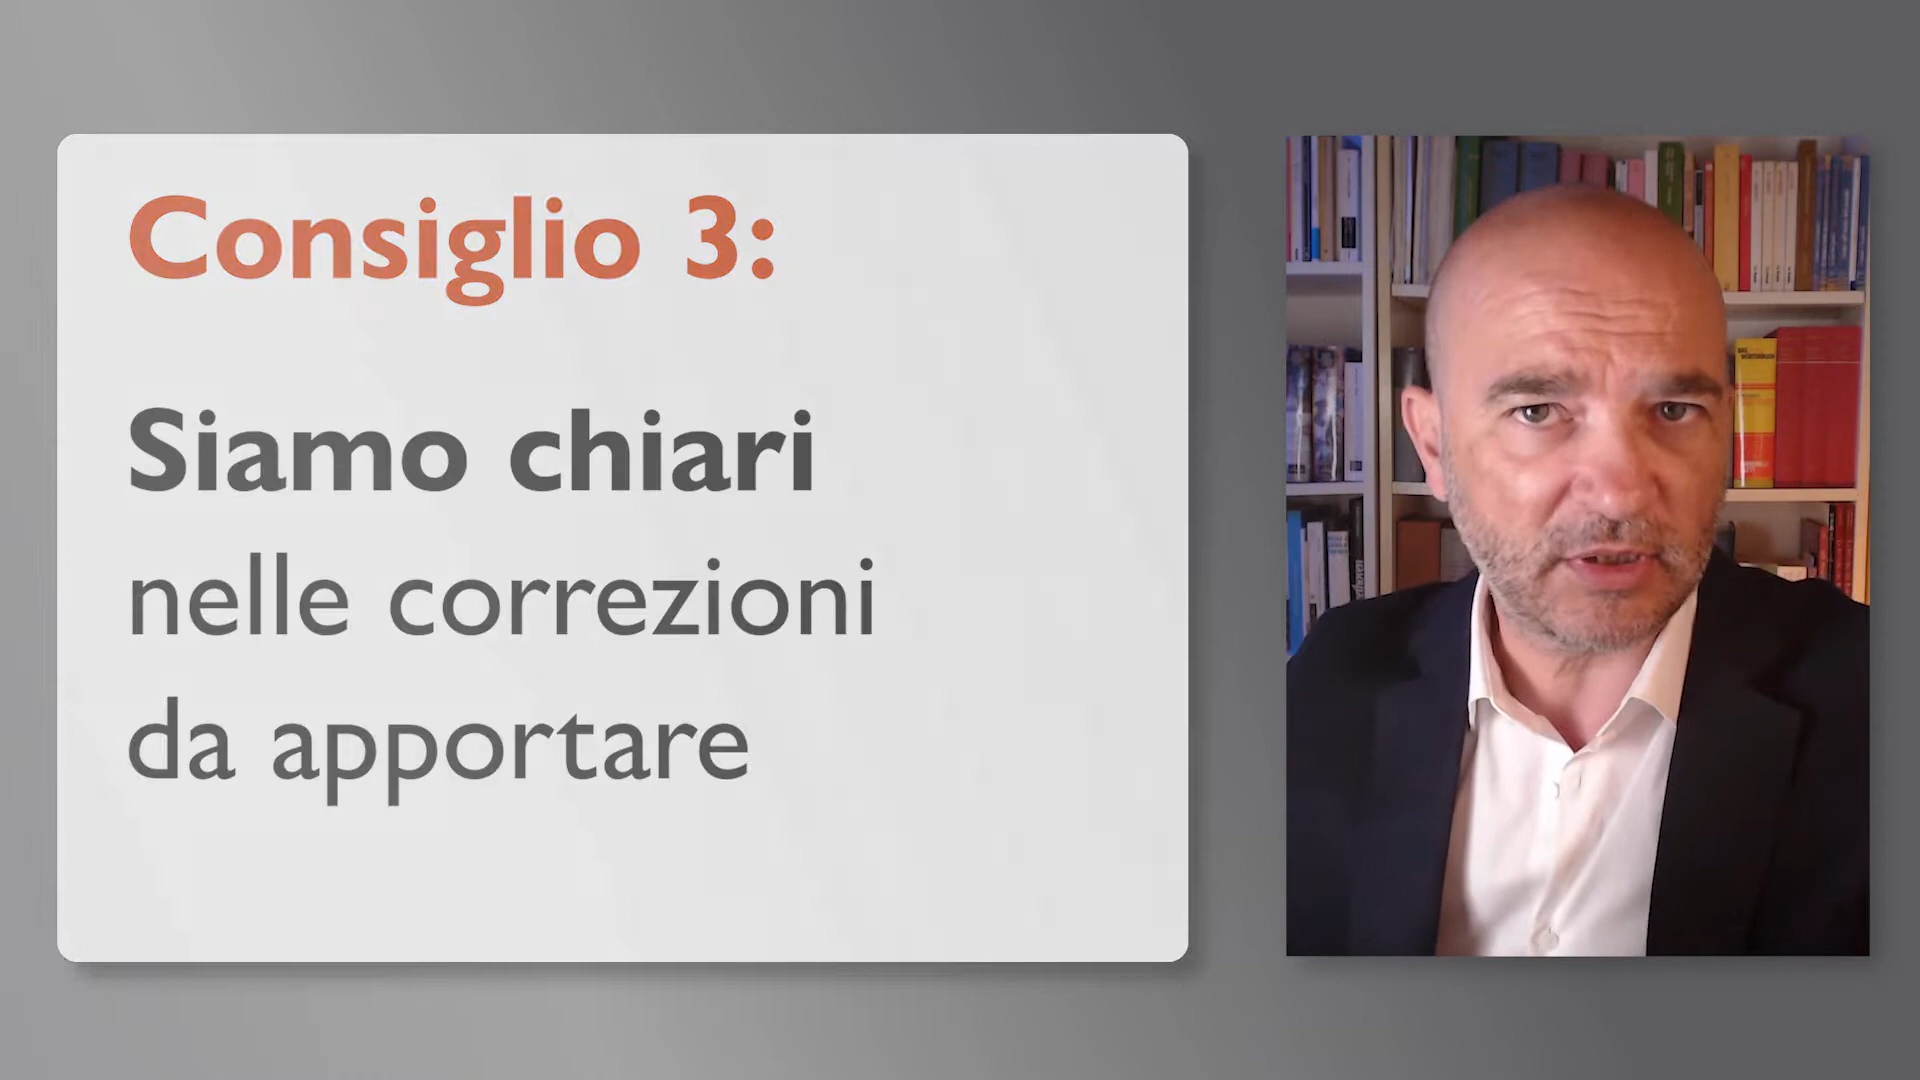 Consiglio 3:
Siamo chiari
nelle correzioni
da apportare